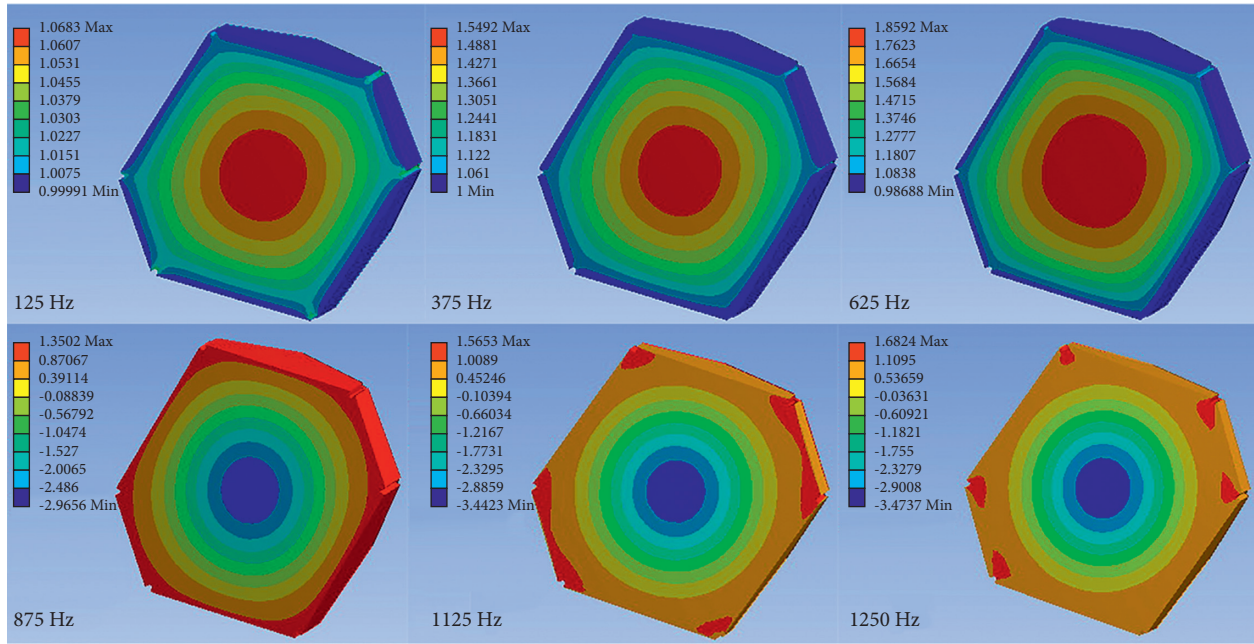 1.0683 Max
1.0607
1.0531
1.0455
1.0379
1.0303
1.0227
1.0151
1.0075
0.99991 Min
125 Hz
1.5492 Max
1.4881
1.4271
1.3661
1.3051
1.2441
1.1831
1.122
1.061
1 Min
375 Hz
1.8592 Max
1.7623
1.6654
1.5684
1.4715
1.3746
1.2777
1.1807
1.0838
0.98688 Min
625 Hz
1.3502 Max
0.87067
0.39114
-0.08839
-0.56792
-1.0474
-1.527
-2.0065
-2.486
-2.9656 Min
875 Hz
1.5653 Max
1.0089
0.45246
-0.10394
-0.66034
-1.2167
-1.7731
-2.3295
-2.8859
-3.4423 Min
1125 Hz
1.6824 Max
1.1095
0.53659
-0.03631
-0.60921
-1.1821
-1.755
-2.3279
-2.9008
-3.4737 Min
1250 Hz